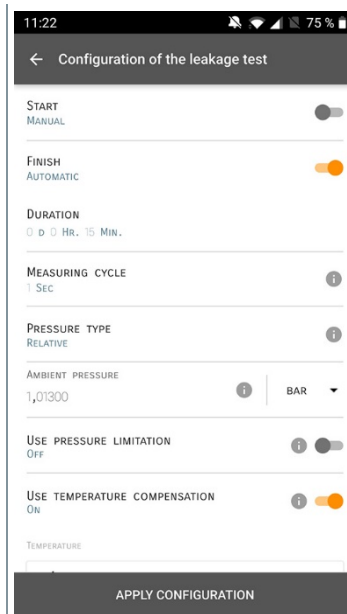 11:22 75 %
Configuration of the leakage test
START
MANUAL
FINISH
AUTOMATIC
DURATION
0 D 0 HR. 15 MIN.
MEASURING CYCLE
1 SEC
PRESSURE TYPE
RELATIVE
AMBIENT PRESSURE
1,01300 BAR
USE PRESSURE LIMITATION
OFF
USE TEMPERATURE COMPENSATION
ON
TEMPERATURE
APPLY CONFIGURATION